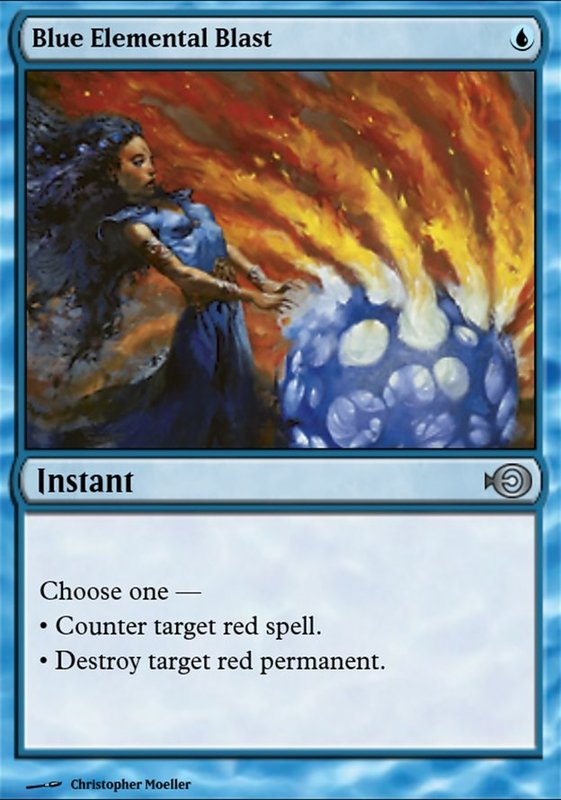 Blue Elemental Blast
Instant
Choose one —
• Counter target red spell.
• Destroy target red permanent.
Christopher Moeller